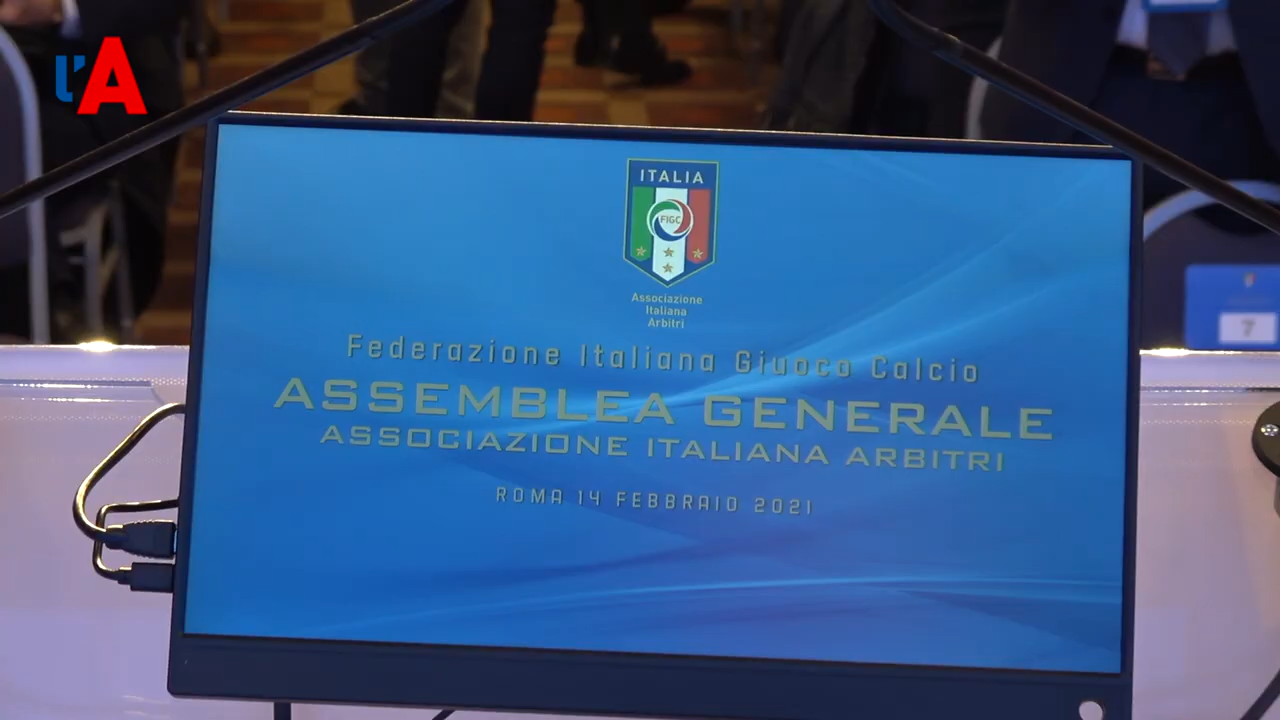 l'A
ITALIA
FIGC
Associazione
Italiana
Arbitri
Federazione Italiana Giuoco Calcio
ASSEMBLEA GENERALE
ASSOCIAZIONE ITALIANA ARBITRI
ROMA 14 FEBBRAIO 2021
7